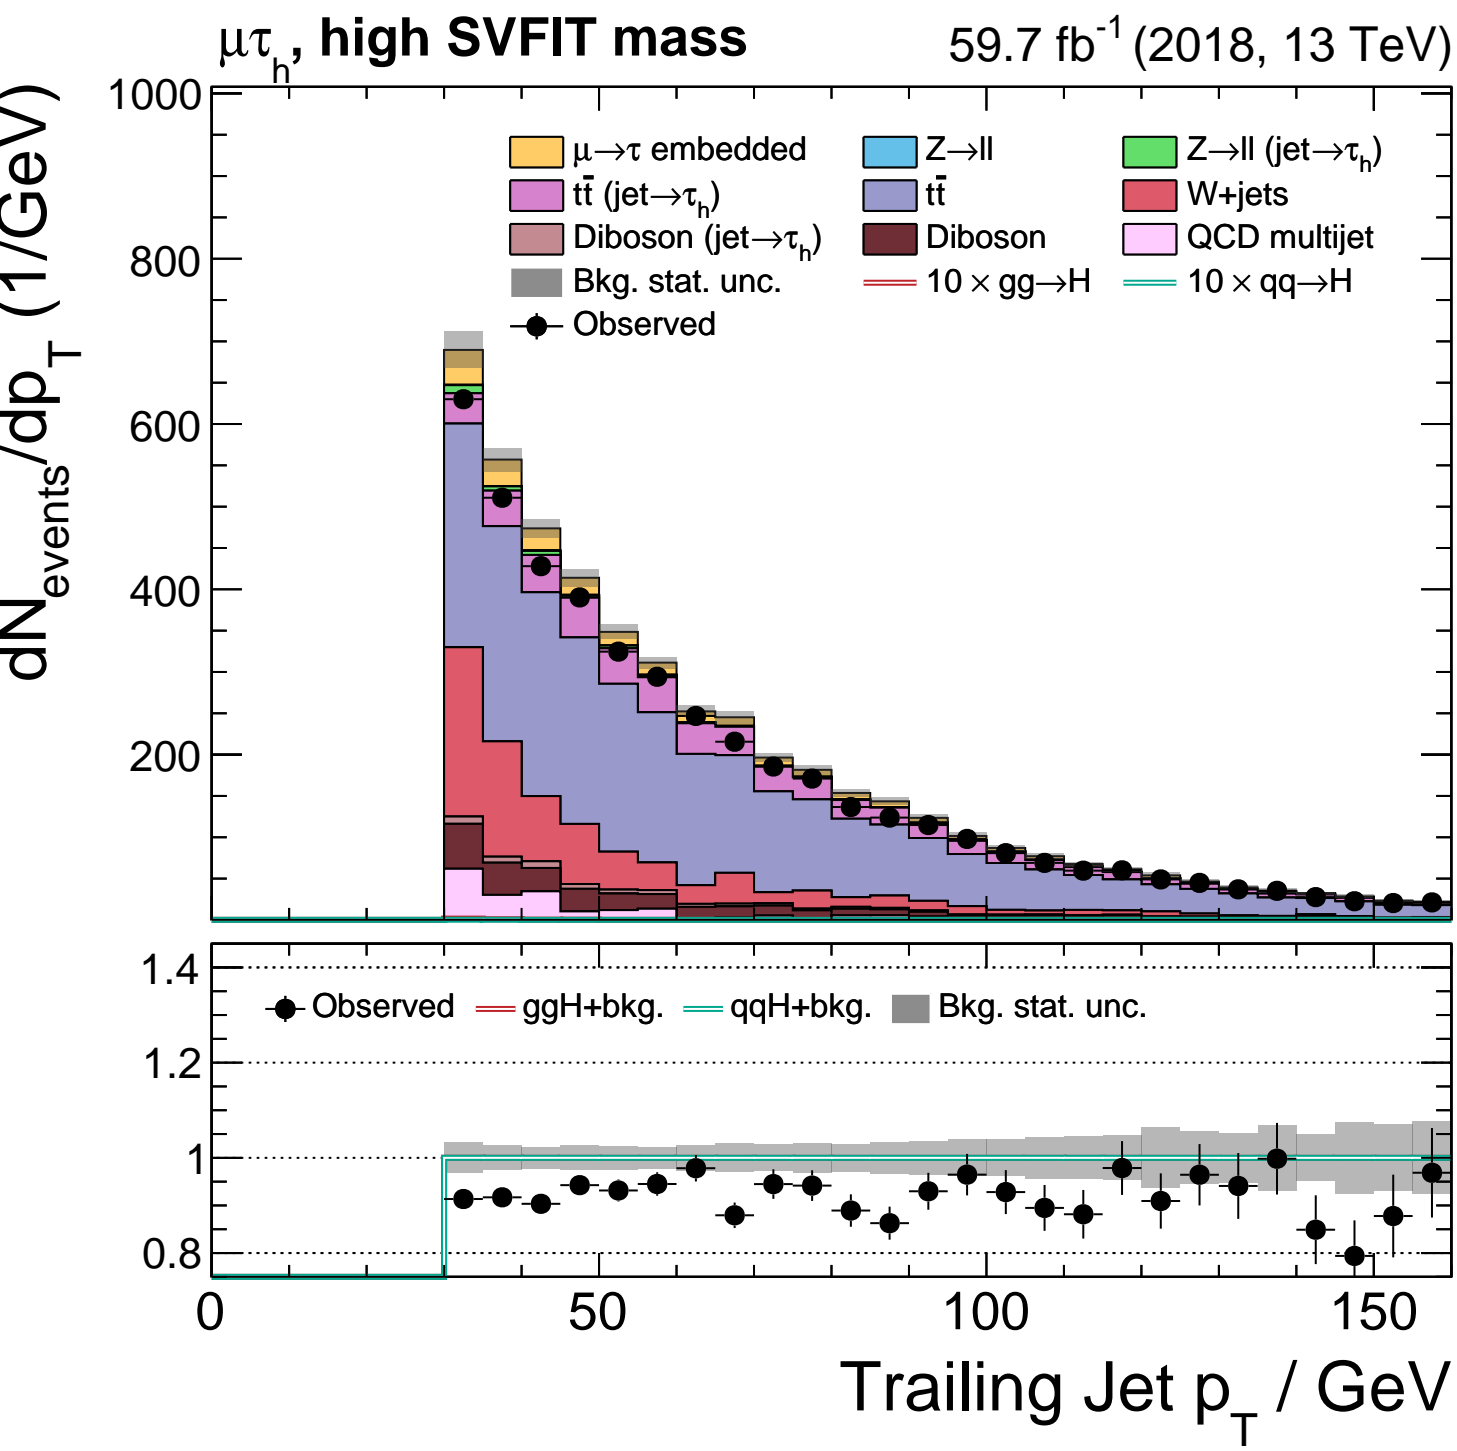 μτh, high SVFIT mass
59.7 fb-1 (2018, 13 TeV)
dNevents/dpT (1/GeV)
1000
800
600
400
200
μ→τ embedded
Z→ll
Z→ll (jet→τh)
tt̄ (jet→τh)
tt̄
W+jets
Diboson (jet→τh)
Diboson
QCD multijet
Bkg. stat. unc.
10 × gg→H
10 × qq→H
Observed
1.4
1.2
1
0.8
Observed
ggH+bkg.
qqH+bkg.
Bkg. stat. unc.
0
50
100
150
Trailing Jet pT / GeV